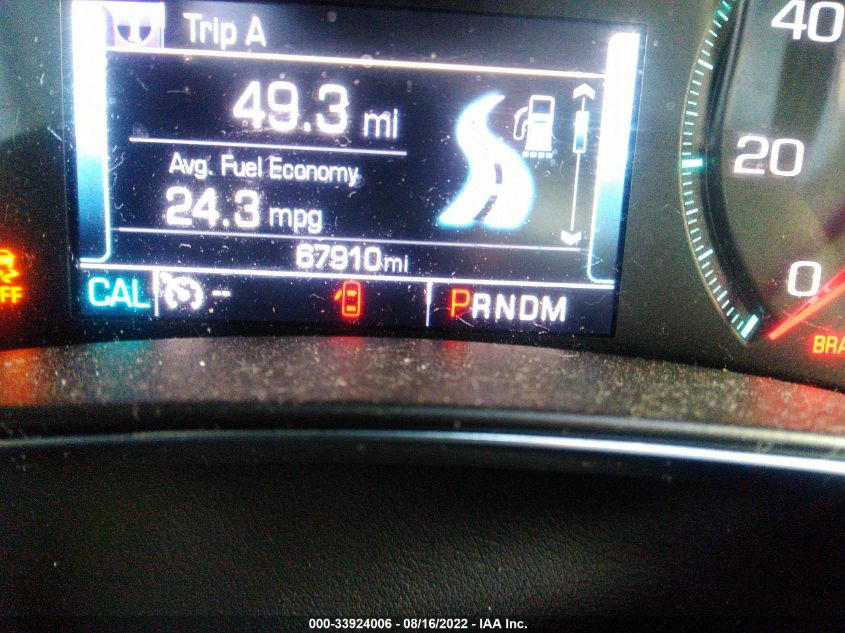 Trip A
49.3 mi
Avg. Fuel Economy
24.3 mpg
67910 mi
CAL -- PRNDM
40
20
0
000-33924006 - 08/16/2022 - IAA Inc.